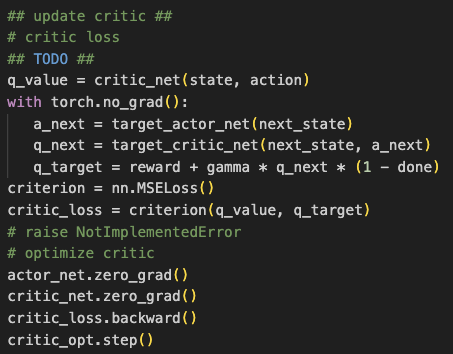 ## update critic ##
# critic loss
## TODO ##
q_value = critic_net(state, action)
with torch.no_grad():
a_next = target_actor_net(next_state)
q_next = target_critic_net(next_state, a_next)
q_target = reward + gamma * q_next * (1 - done)
criterion = nn.MSELoss()
critic_loss = criterion(q_value, q_target)
# raise NotImplementedError
# optimize critic
actor_net.zero_grad()
critic_net.zero_grad()
critic_loss.backward()
critic_opt.step()